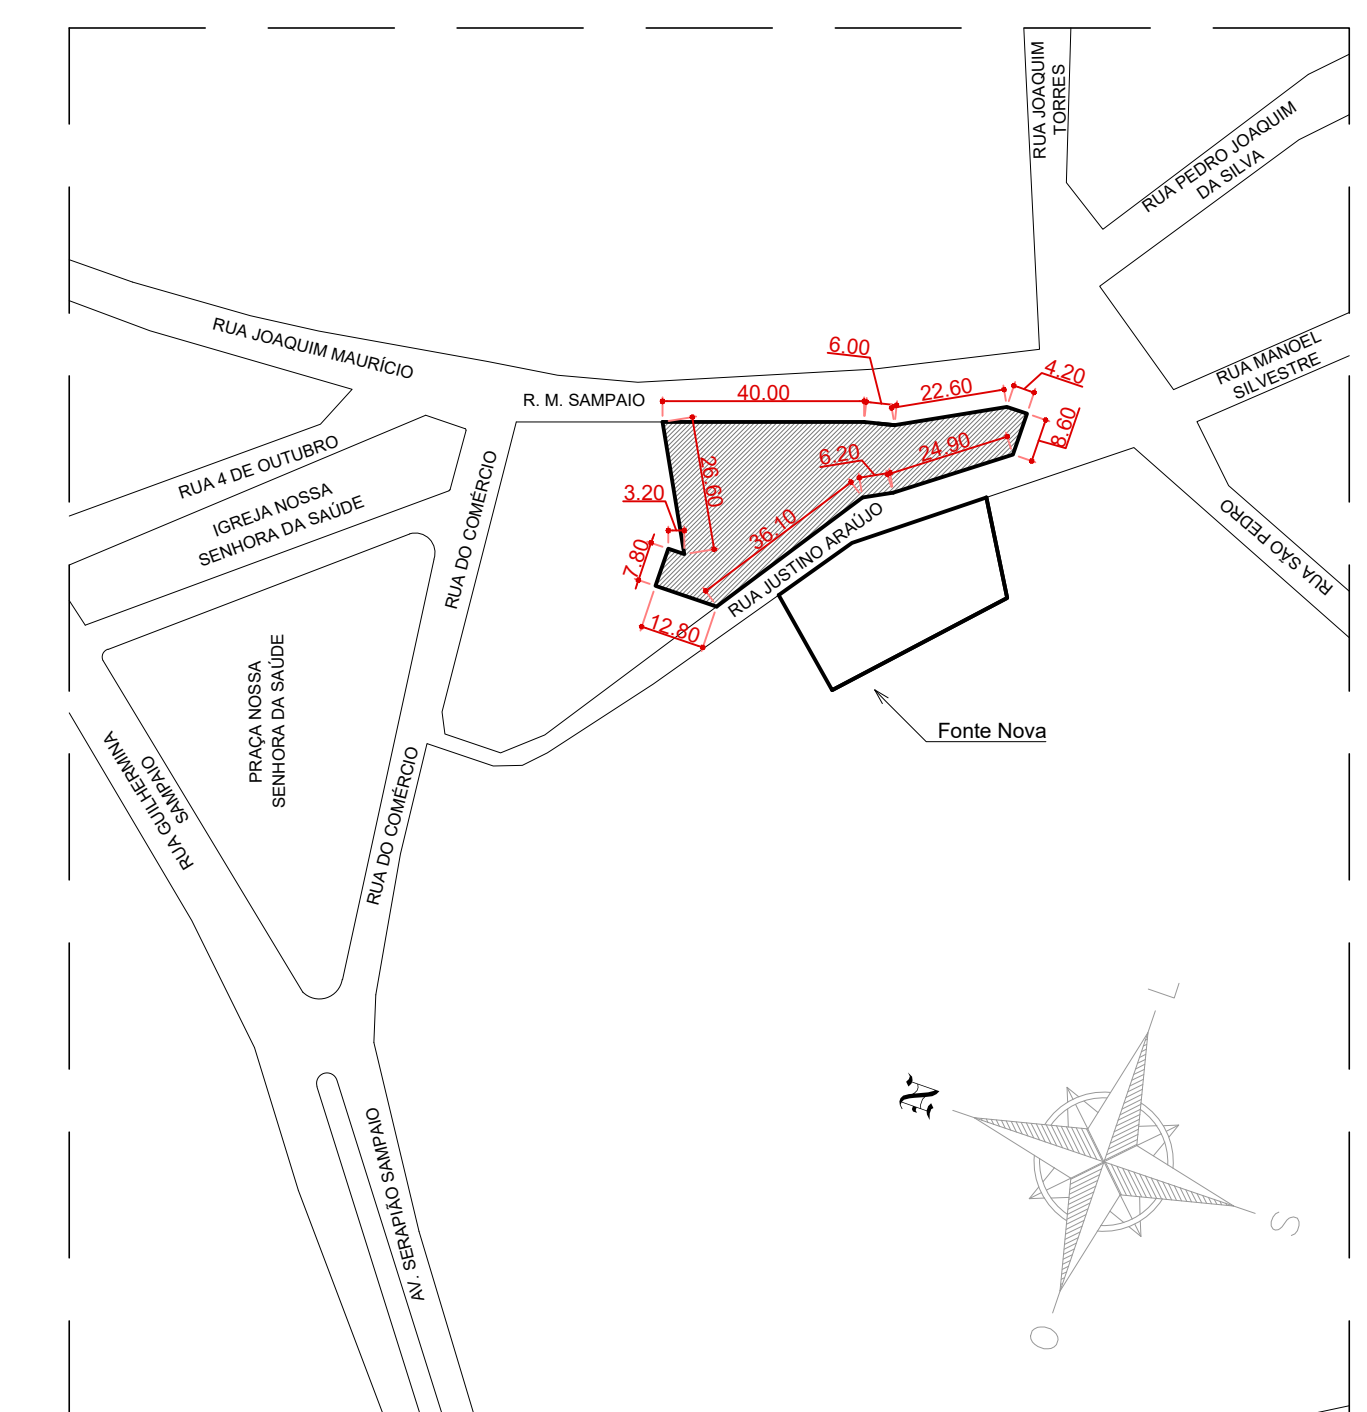 RUA JOAQUIM
TORRES
RUA PEDRO JOAQUIM
DA SILVA
RUA JOAQUIM MAURÍCIO
6.00
RUA MANOEL
SILVESTRE
4.20
22.60
40.00
R. M. SAMPAIO
8.60
RUA 4 DE OUTUBRO
24.90
6.20
26.60
3.20
IGREJA NOSSA
SENHORA DA SAÚDE
RUA DO COMÉRCIO
36.10
7.80
RUA JUSTINO ARAÚJO
RUA SÃO PEDRO
12.80
PRAÇA NOSSA
SENHORA DA SAÚDE
Fonte Nova
RUA GUILHERMINA
SAMPAIO
RUA DO COMÉRCIO
L
N
S
O
AV. SERAPIÃO SAMPAIO